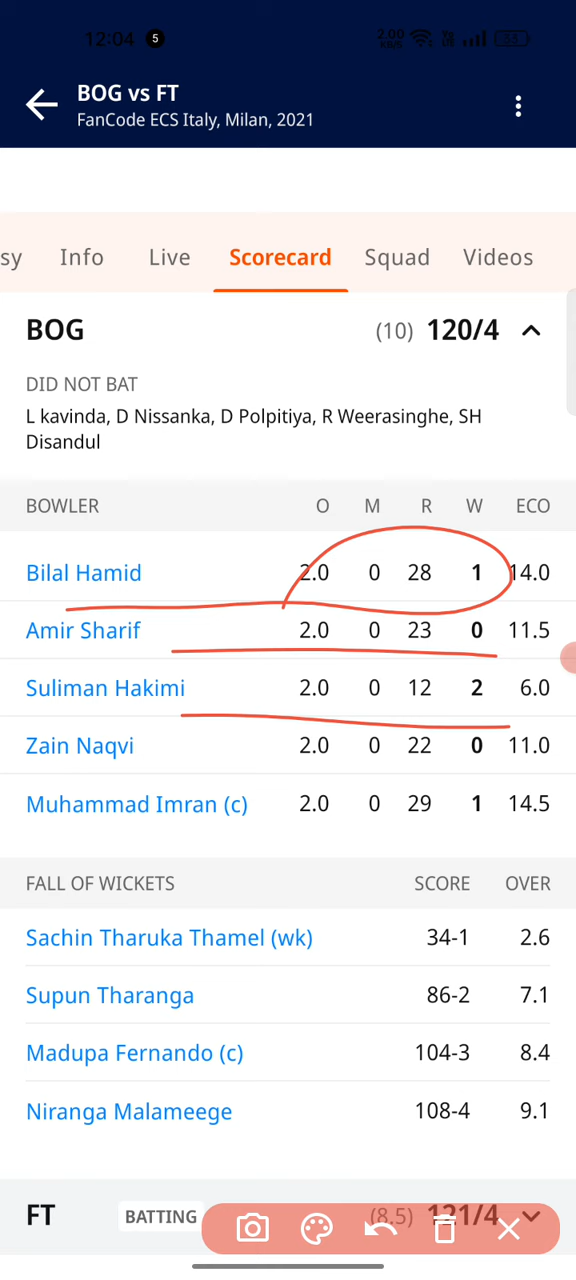 12:04 5 2.00 KB/S
BOG vs FT
FanCode ECS Italy, Milan, 2021
sy Info Live Scorecard Squad Videos
BOG (10) 120/4
DID NOT BAT
L kavinda, D Nissanka, D Polpitiya, R Weerasinghe, SH
Disandul
BOWLER O M R W ECO
Bilal Hamid 2.0 0 28 1 14.0
Amir Sharif 2.0 0 23 0 11.5
Suliman Hakimi 2.0 0 12 2 6.0
Zain Naqvi 2.0 0 22 0 11.0
Muhammad Imran (c) 2.0 0 29 1 14.5
FALL OF WICKETS SCORE OVER
Sachin Tharuka Thamel (wk) 34-1 2.6
Supun Tharanga 86-2 7.1
Madupa Fernando (c) 104-3 8.4
Niranga Malameege 108-4 9.1
FT BATTING (8.5) 121/4